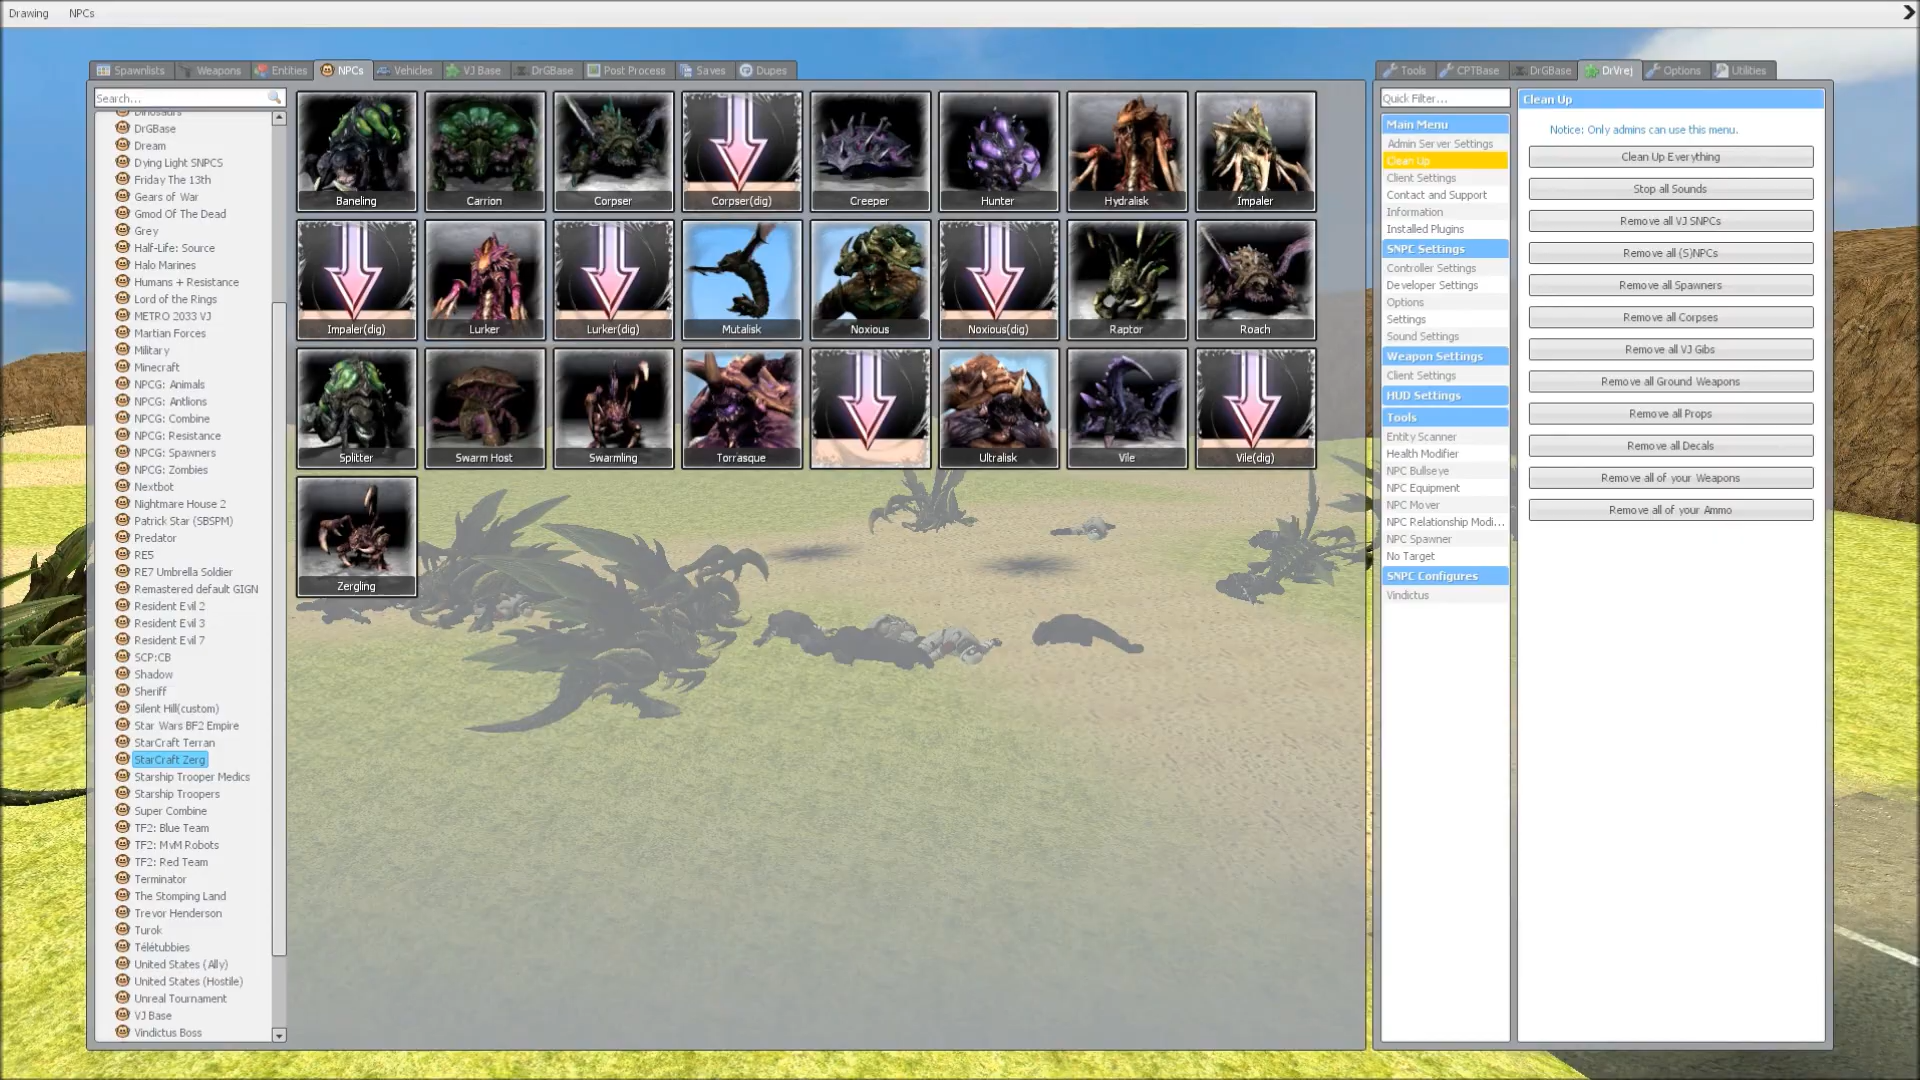 Drawing NPCs
Spawnlists Weapons Entities NPCs Vehicles VJ Base DrGBase Post Process Saves Dupes
Search...
Dinosaurs
DrGBase
Dream
Dying Light SNPCS
Friday The 13th
Gears of War
Gmod Of The Dead
Grey
Half-Life: Source
Halo Marines
Humans + Resistance
Lord of the Rings
METRO 2033 VJ
Martian Forces
Military
Minecraft
NPCG: Animals
NPCG: Antlions
NPCG: Combine
NPCG: Resistance
NPCG: Spawners
NPCG: Zombies
Nextbot
Nightmare House 2
Patrick Star (SBSPM)
Predator
RE5
RE7 Umbrella Soldier
Remastered default GIGN
Resident Evil 2
Resident Evil 3
Resident Evil 7
SCP:CB
Shadow
Sheriff
Silent Hill(custom)
Star Wars BF2 Empire
StarCraft Terran
StarCraft Zerg
Starship Trooper Medics
Starship Troopers
Super Combine
TF2: Blue Team
TF2: MvM Robots
TF2: Red Team
Terminator
The Stomping Land
Trevor Henderson
Turok
Télétubbies
United States (Ally)
United States (Hostile)
Unreal Tournament
VJ Base
Vindictus Boss
Baneling Carrion Corpser Corpser(dig) Creeper Hunter Hydralisk Impaler
Impaler(dig) Lurker Lurker(dig) Mutalisk Noxious Noxious(dig) Raptor Roach
Splitter Swarm Host Swarmling Torrasque Ultralisk Vile Vile(dig)
Zergling
Tools CPTBase DrGBase DrVrej Options Utilities
Quick Filter...
Main Menu
Admin Server Settings
Clean Up
Client Settings
Contact and Support
Information
Installed Plugins
SNPC Settings
Controller Settings
Developer Settings
Options
Settings
Sound Settings
Weapon Settings
Client Settings
HUD Settings
Tools
Entity Scanner
Health Modifier
NPC Bullseye
NPC Equipment
NPC Mover
NPC Relationship Modi...
NPC Spawner
No Target
SNPC Configures
Vindictus
Clean Up
Notice: Only admins can use this menu.
Clean Up Everything
Stop all Sounds
Remove all VJ SNPCs
Remove all (S)NPCs
Remove all Spawners
Remove all Corpses
Remove all VJ Gibs
Remove all Ground Weapons
Remove all Props
Remove all Decals
Remove all of your Weapons
Remove all of your Ammo